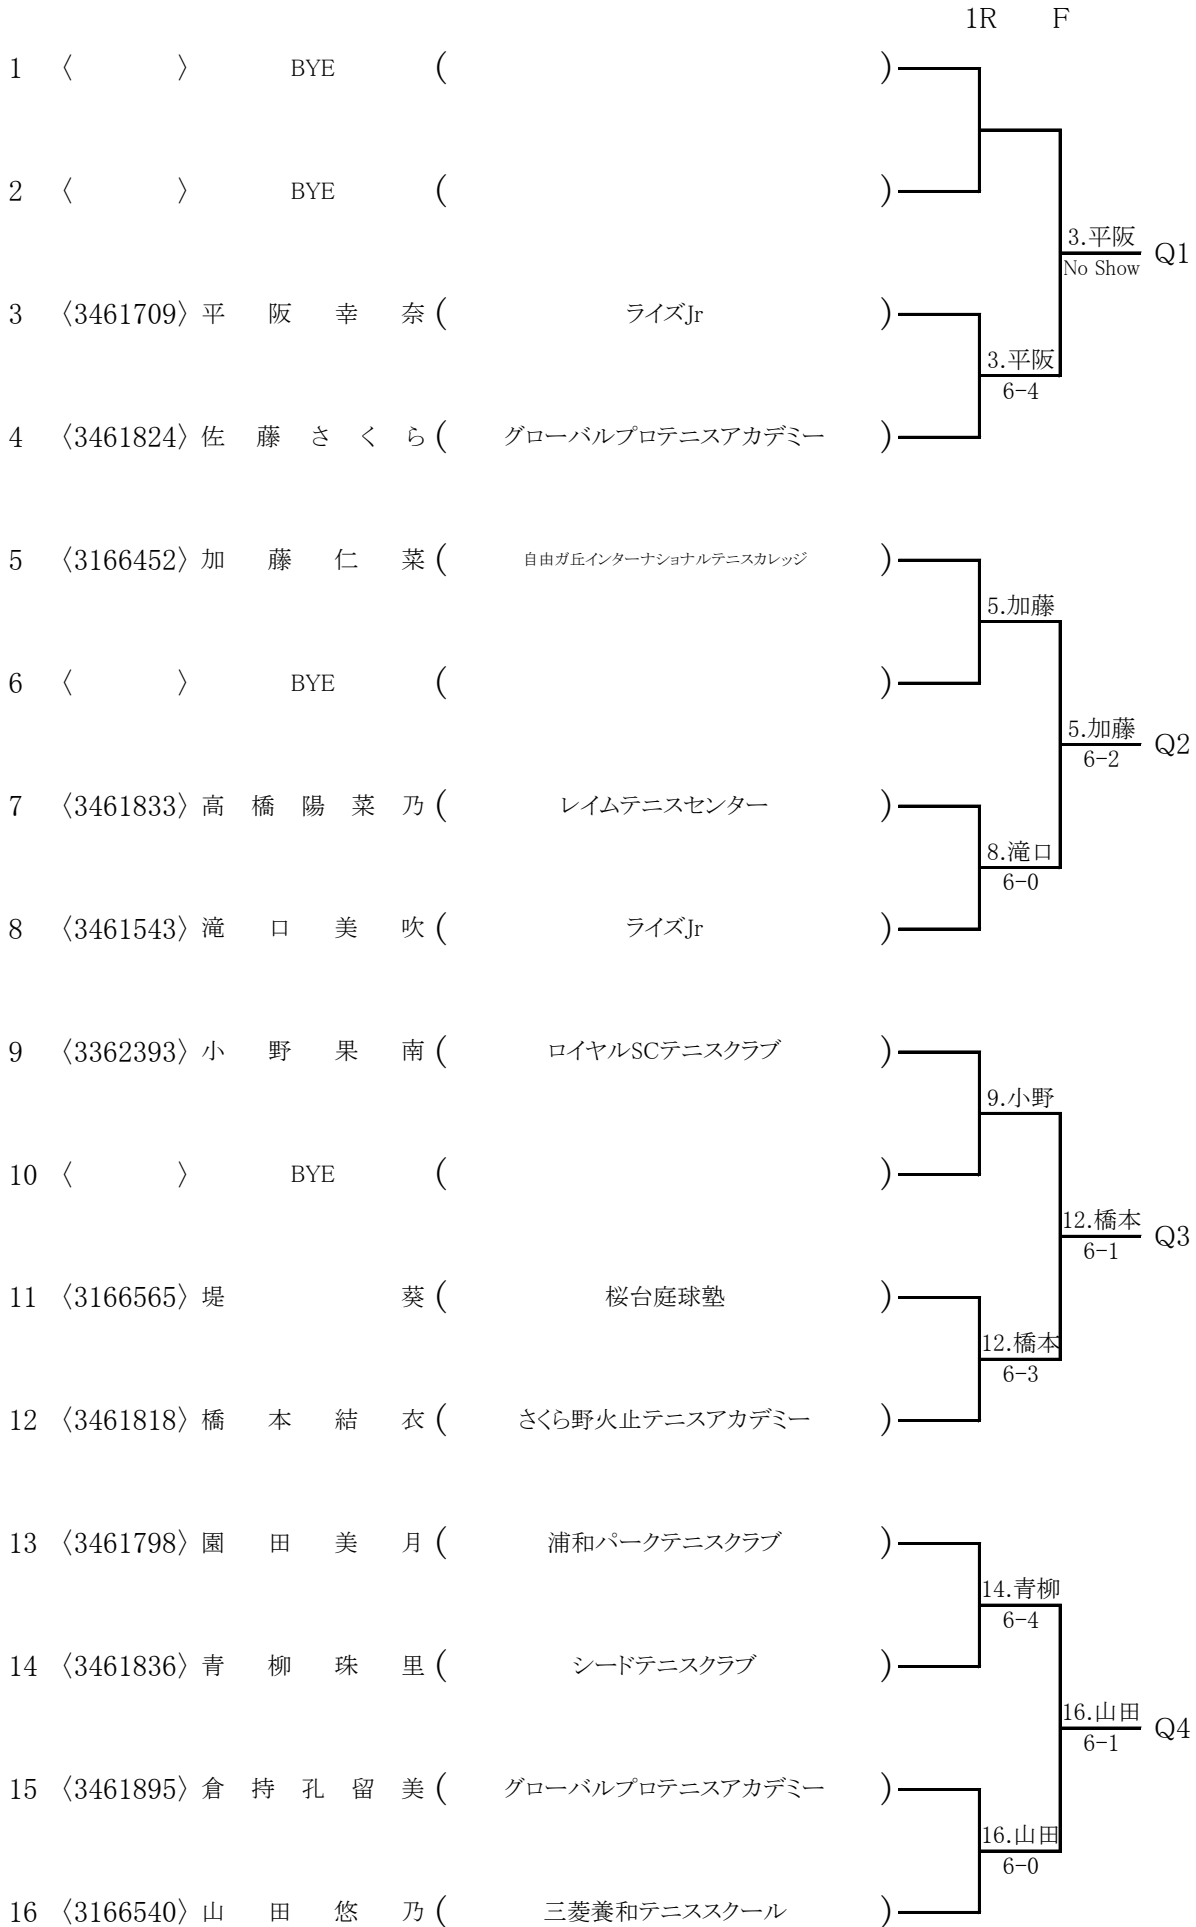 1R F
1 〈 〉 BYE ( )
2 〈 〉 BYE ( )
3.平阪 Q1
No Show
3 〈3461709〉 平 阪 幸 奈 ( ライズJr )
3.平阪
6-4
4 〈3461824〉 佐 藤 さ く ら ( グローバルプロテニスアカデミー )
5 〈3166452〉 加 藤 仁 菜 ( 自由ガ丘インターナショナルテニスカレッジ )
5.加藤
6 〈 〉 BYE ( )
5.加藤 Q2
6-2
7 〈3461833〉 高 橋 陽 菜 乃 ( レイムテニスセンター )
8.滝口
6-0
8 〈3461543〉 滝 口 美 吹 ( ライズJr )
9 〈3362393〉 小 野 果 南 ( ロイヤルSCテニスクラブ )
9.小野
10 〈 〉 BYE ( )
12.橋本 Q3
6-1
11 〈3166565〉 堤 葵 ( 桜台庭球塾 )
12.橋本
6-3
12 〈3461818〉 橋 本 結 衣 ( さくら野火止テニスアカデミー )
13 〈3461798〉 園 田 美 月 ( 浦和パークテニスクラブ )
14.青柳
6-4
14 〈3461836〉 青 柳 珠 里 ( シードテニスクラブ )
16.山田 Q4
6-1
15 〈3461895〉 倉 持 孔 留 美 ( グローバルプロテニスアカデミー )
16.山田
6-0
16 〈3166540〉 山 田 悠 乃 ( 三菱養和テニススクール )